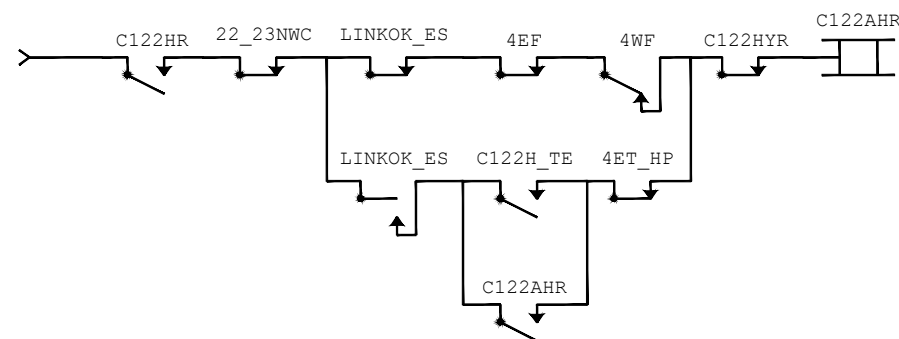 C122HR 22_23NWC LINKOK_ES 4EF 4WF C122HYR C122AHR
LINKOK_ES C122H_TE 4ET_HP
C122AHR